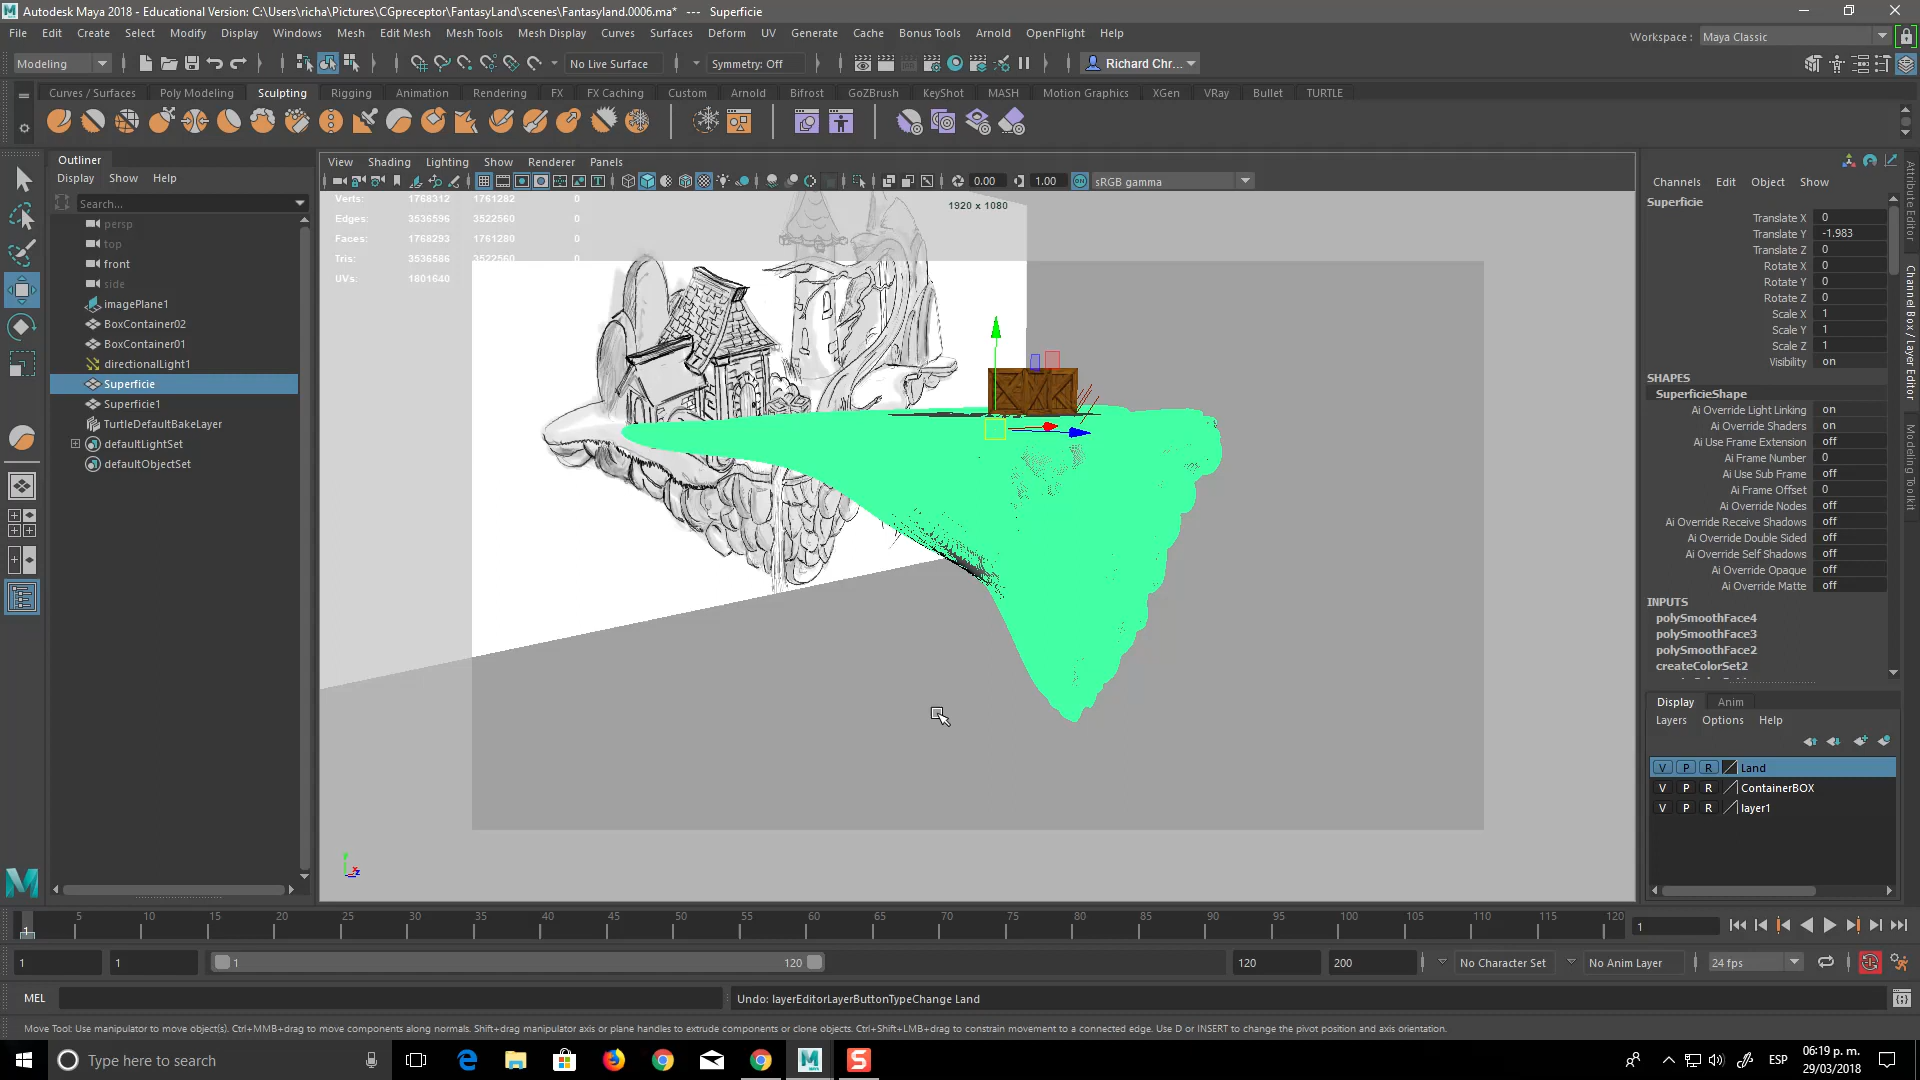 Autodesk Maya 2018 - Educational Version: C:\Users\richa\Pictures\CGpreceptor\FantasyLand\scenes\Fantasyland.0006.ma* --- Superficie
File Edit Create Select Modify Display Windows Mesh Edit Mesh Mesh Tools Mesh Display Curves Surfaces Deform UV Generate Cache Bonus Tools Arnold OpenFlight Help
Workspace : Maya Classic
Modeling No Live Surface Symmetry: Off Richard Chr...
Curves / Surfaces Poly Modeling Sculpting Rigging Animation Rendering FX FX Caching Custom Arnold Bifrost GoZBrush KeyShot MASH Motion Graphics XGen VRay Bullet TURTLE
Outliner
Display Show Help
Search...
persp
top
front
side
imagePlane1
BoxContainer02
BoxContainer01
directionalLight1
Superficie
Superficie1
TurtleDefaultBakeLayer
defaultLightSet
defaultObjectSet
View Shading Lighting Show Renderer Panels
0.00 1.00 ON sRGB gamma
Verts: 1768312 1761282 0
Edges: 3536596 3522560 0
Faces: 1768293 1761280 0
Tris: 3536586 3522560 0
UVs: 1801640
1920 x 1080
Channels Edit Object Show
Superficie
Translate X 0
Translate Y -1.983
Translate Z 0
Rotate X 0
Rotate Y 0
Rotate Z 0
Scale X 1
Scale Y 1
Scale Z 1
Visibility on
SHAPES
SuperficieShape
Ai Override Light Linking on
Ai Override Shaders on
Ai Use Frame Extension off
Ai Frame Number 0
Ai Use Sub Frame off
Ai Frame Offset 0
Ai Override Nodes off
Ai Override Receive Shadows off
Ai Override Double Sided off
Ai Override Self Shadows off
Ai Override Opaque off
Ai Override Matte off
INPUTS
polySmoothFace4
polySmoothFace3
polySmoothFace2
createColorSet2
Display Anim
Layers Options Help
V P R Land
V P R ContainerBOX
V P R layer1
Attribute Editor
Channel Box / Layer Editor
Modeling Toolkit
5 10 15 20 25 30 35 40 45 50 55 60 65 70 75 80 85 90 95 100 105 110 115 120
1 1
1 1 1 120 120 200 No Character Set No Anim Layer 24 fps
MEL Undo: layerEditorLayerButtonTypeChange Land
Move Tool: Use manipulator to move object(s). Ctrl+MMB+drag to move components along normals. Shift+drag manipulator axis or plane handles to extrude components or clone objects. Ctrl+Shift+LMB+drag to constrain movement to a connected edge. Use D or INSERT to change the pivot position and axis orientation.
Type here to search
ESP
06:19 p. m.
29/03/2018